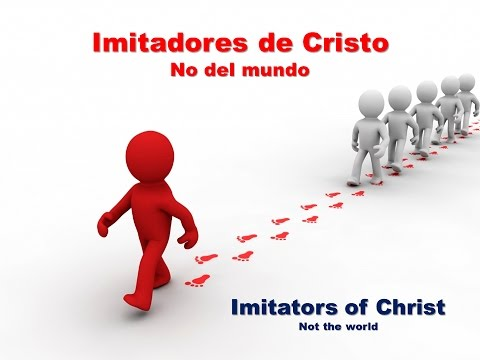 Imitadores de Cristo
No del mundo
Imitators of Christ
Not the world